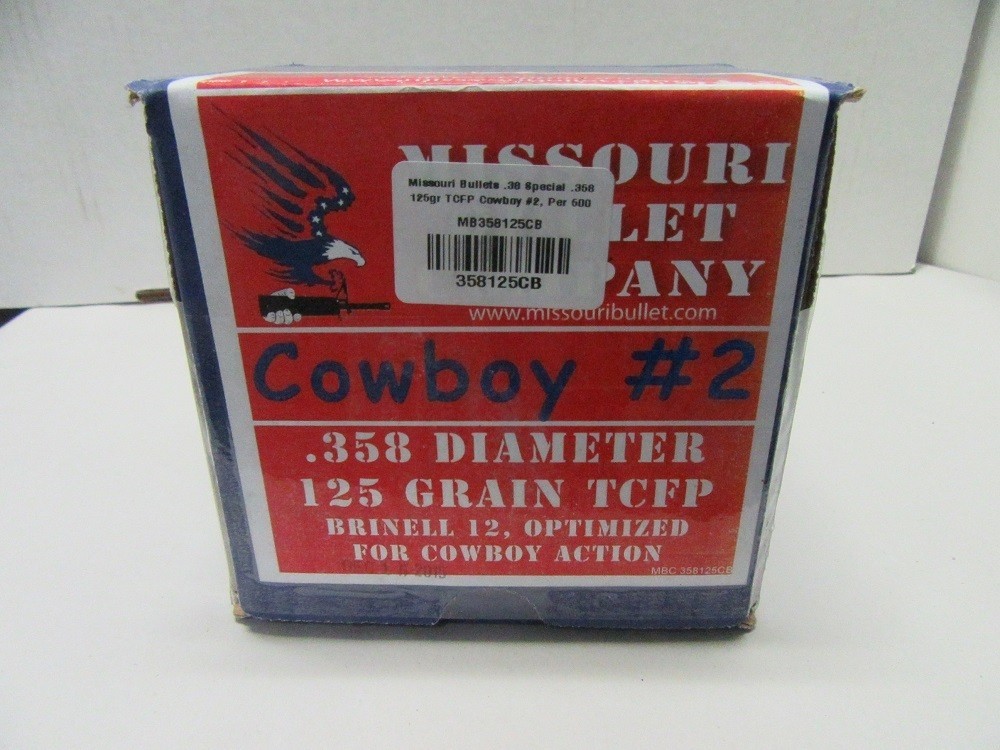 MISSOURI
LET
PANY
Missouri Bullets .38 Special .358
125gr TCFP Cowboy #2, Per 500
MB358125CB
358125CB
www.missouribullet.com
Cowboy #2
.358 DIAMETER
125 GRAIN TCFP
BRINELL 12, OPTIMIZED
FOR COWBOY ACTION
2015
MBC 358125CB